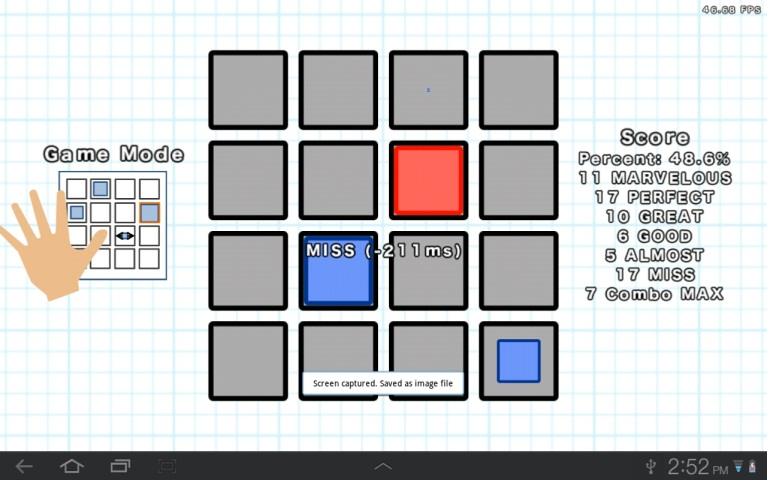 46.68 FPS
Game Mode
Score
Percent: 48.6%
11 MARVELOUS
17 PERFECT
10 GREAT
6 GOOD
5 ALMOST
17 MISS
7 Combo MAX
MISS (-211ms)
Screen captured. Saved as image file
2:52 PM